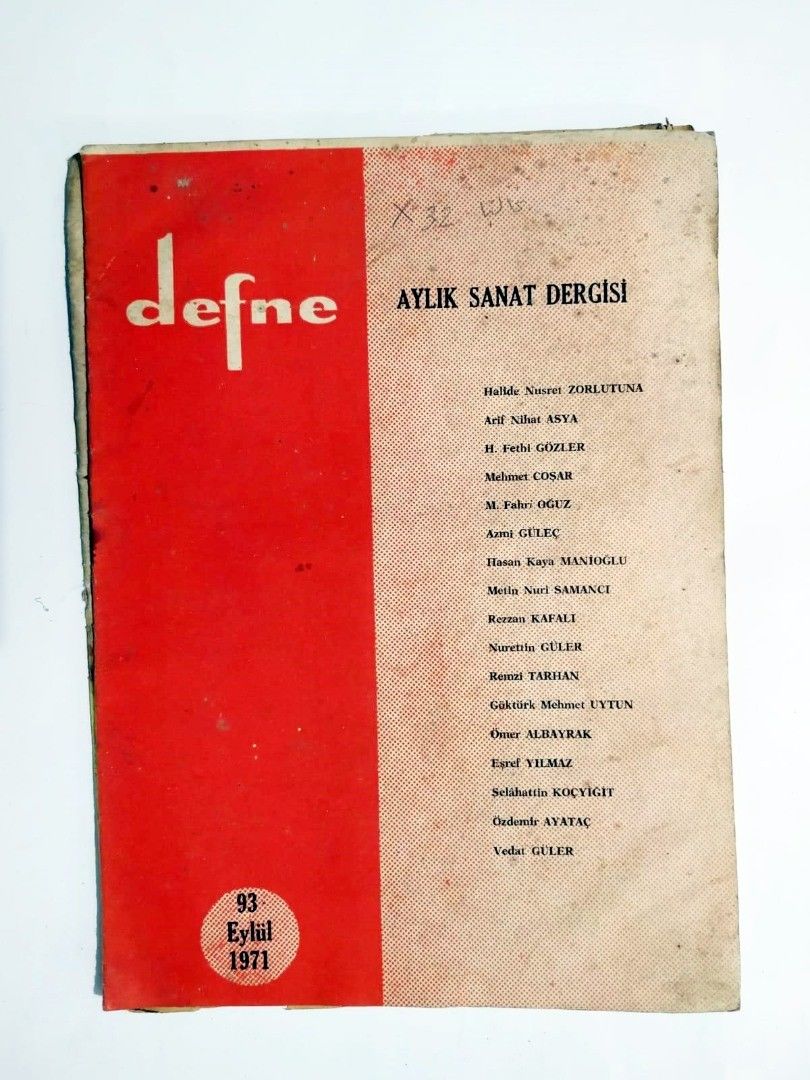 defne
AYLIK SANAT DERGİSİ
X 32
Halide Nusret ZORLUTUNA
Arif Nihat ASYA
H. Fethi GÖZLER
Mehmet COŞAR
M. Fahri OĞUZ
Azmi GÜLEÇ
Hasan Kaya MANİOĞLU
Metin Nuri SAMANCI
Rezzan KAFALI
Nurettin GÜLER
Remzi TARHAN
Göktürk Mehmet UYTUN
Ömer ALBAYRAK
Eşref YILMAZ
Selâhattin KOÇYİĞİT
Özdemir AYATAÇ
Vedat GÜLER
93
Eylül
1971